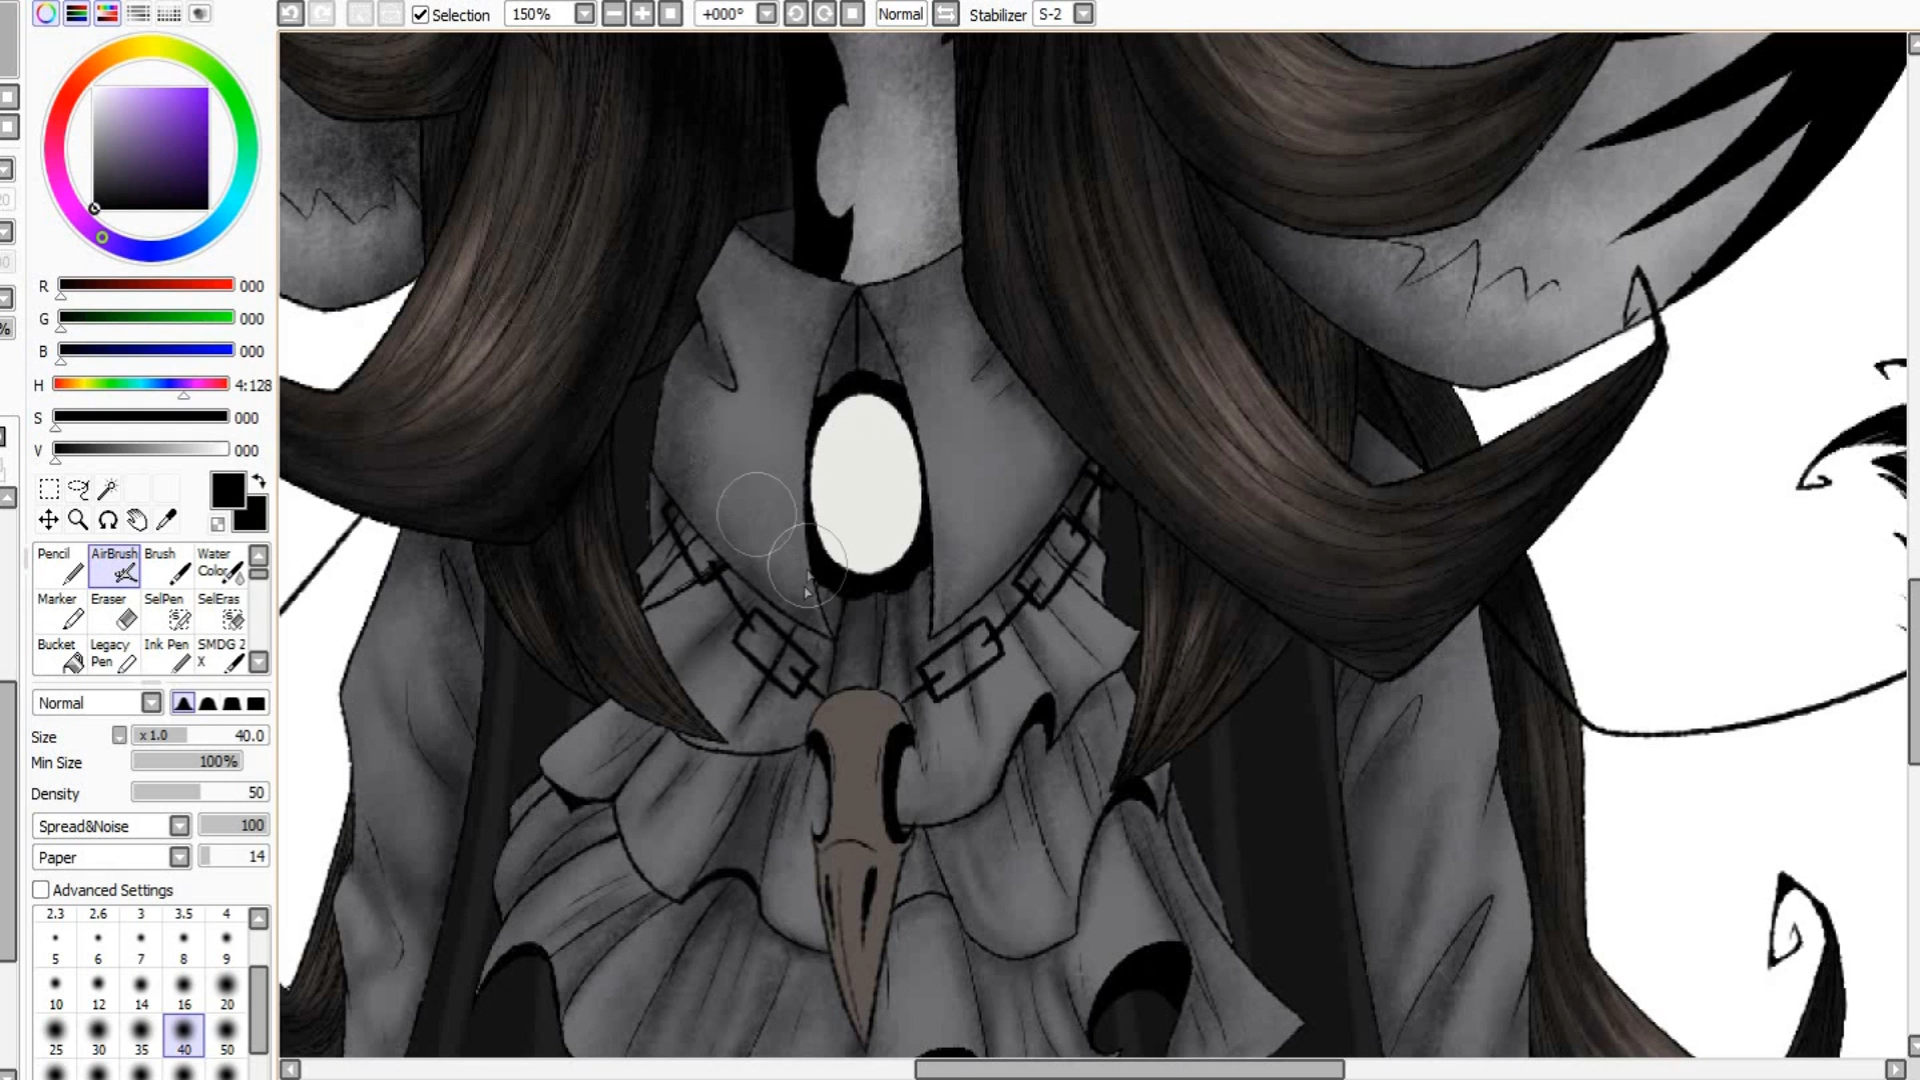 Selection 150% +000° Normal Stabilizer S-2
R 000
G 000
B 000
H 4:128
S 000
V 000
Pencil AirBrush Brush Water Color
Marker Eraser SelPen SelEras
Bucket Legacy Pen Ink Pen SMDG 2 X
Normal
Size x 1.0 40.0
Min Size 100%
Density 50
Spread&Noise 100
Paper 14
Advanced Settings
2.3 2.6 3 3.5 4
5 6 7 8 9
10 12 14 16 20
25 30 35 40 50